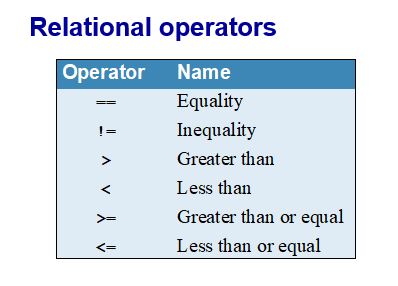 Relational operators
Operator Name
== Equality
!= Inequality
> Greater than
< Less than
>= Greater than or equal
<= Less than or equal